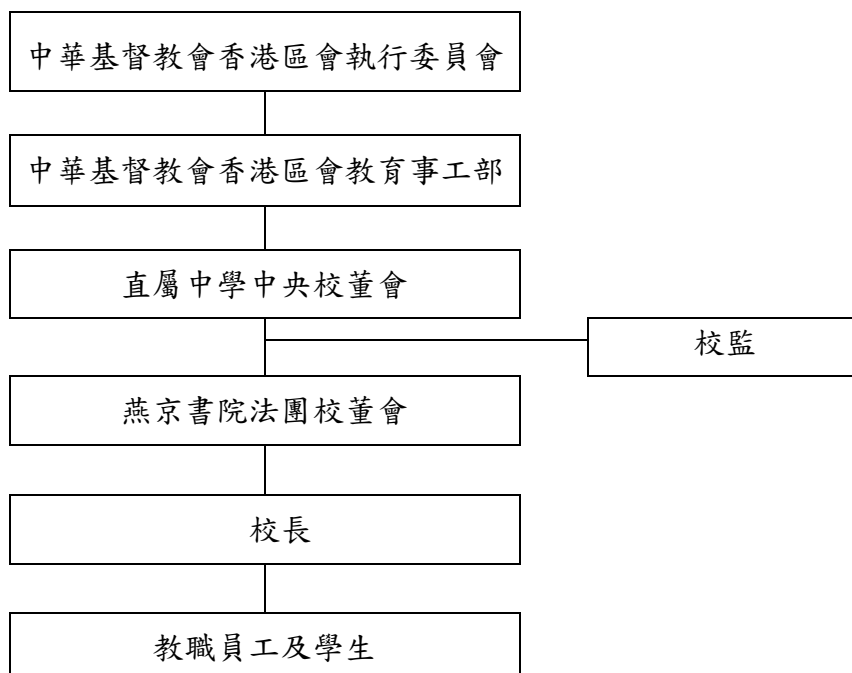 中華基督教會香港區會執行委員會
中華基督教會香港區會教育事工部
直屬中學中央校董會
校監
燕京書院法團校董會
校長
教職員工及學生